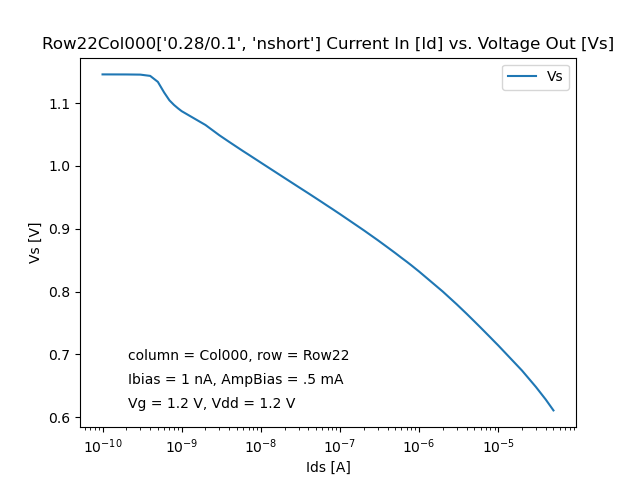 Row22Col000['0.28/0.1', 'nshort'] Current In [Id] vs. Voltage Out [Vs]
Vs
1.1
1.0
0.9
0.8
0.7
0.6
Vs [V]
column = Col000, row = Row22
Ibias = 1 nA, AmpBias = .5 mA
Vg = 1.2 V, Vdd = 1.2 V
10⁻¹⁰ 10⁻⁹ 10⁻⁸ 10⁻⁷ 10⁻⁶ 10⁻⁵
Ids [A]